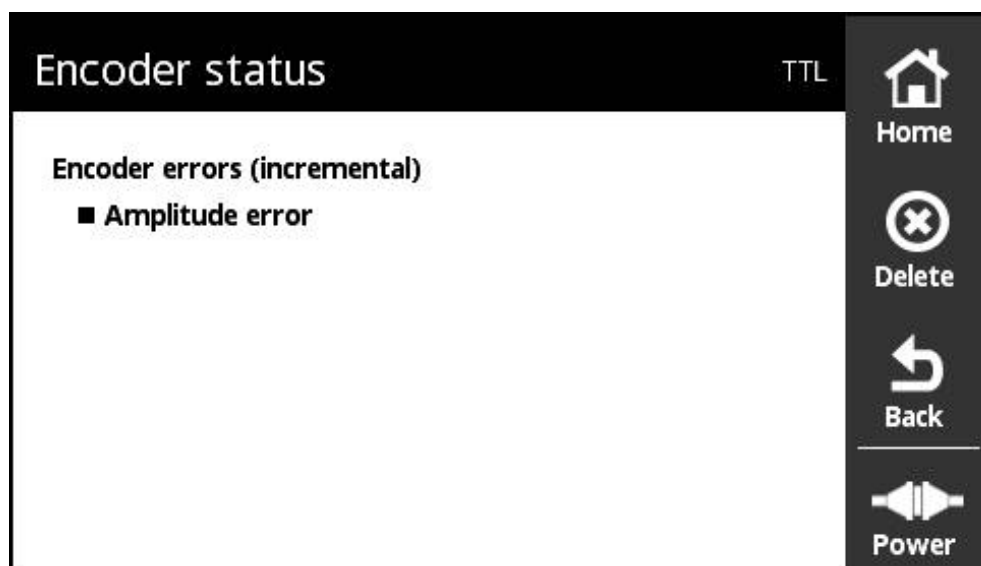 Encoder status
TTL
Encoder errors (incremental)
Amplitude error
Home
Delete
Back
Power